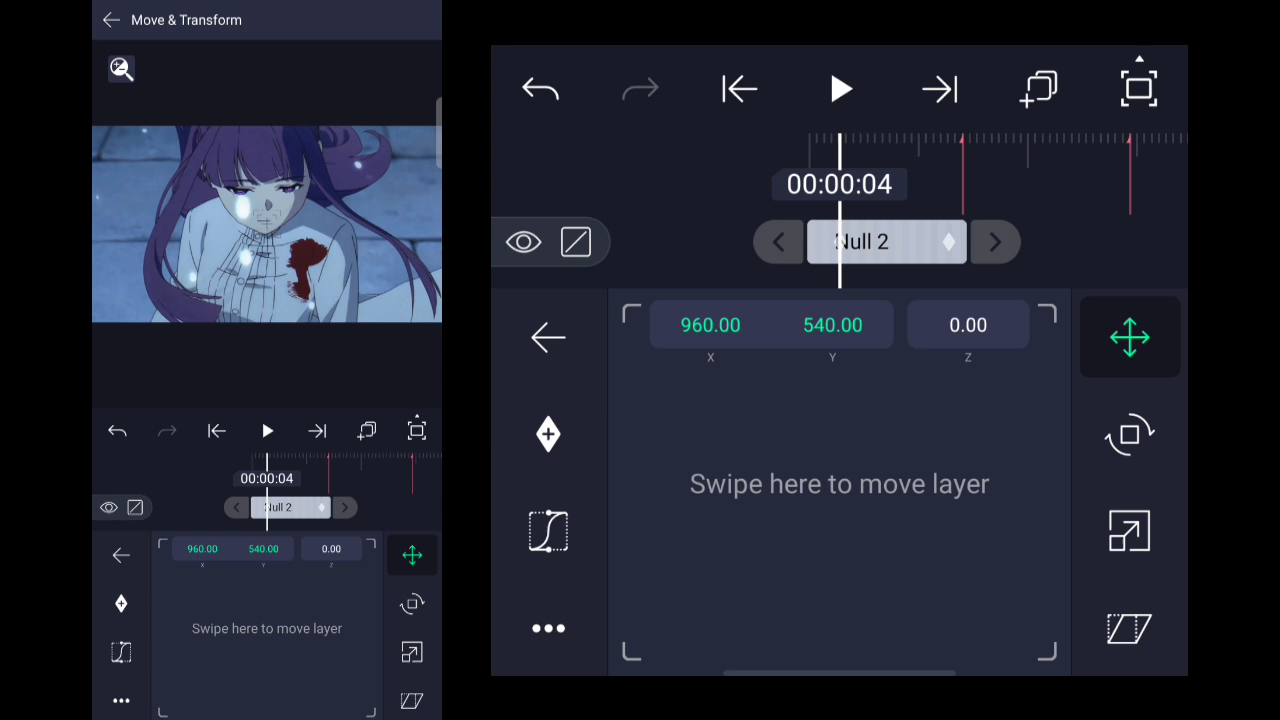 Move & Transform
00:00:04
Null 2
960.00 540.00 0.00
X Y Z
Swipe here to move layer
00:00:04
Null 2
960.00 540.00 0.00
X Y Z
Swipe here to move layer